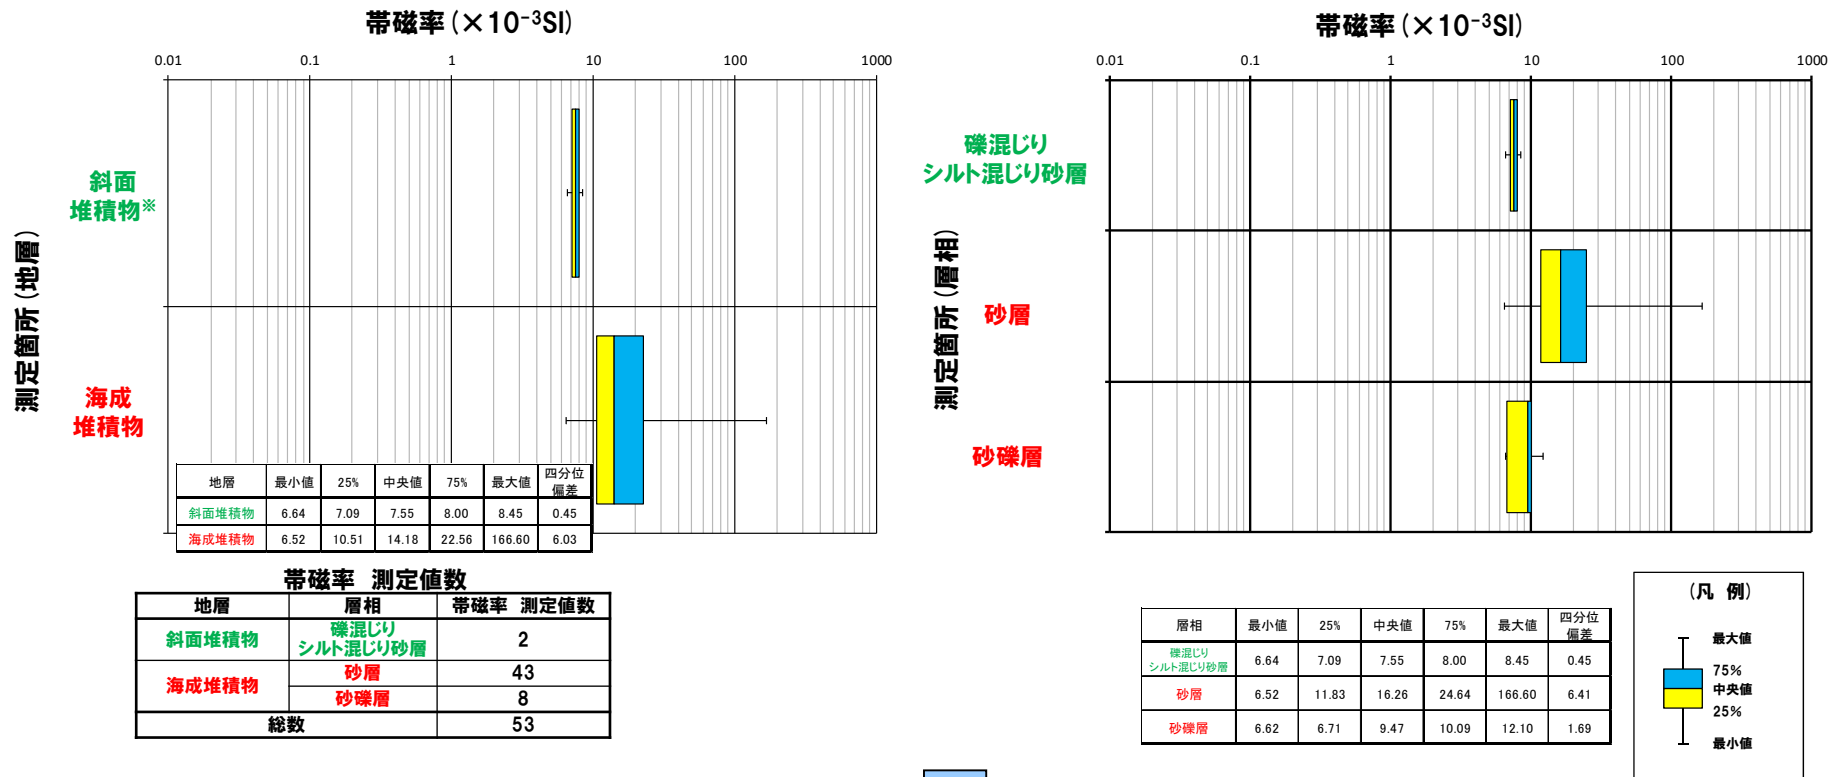 帯磁率(×10⁻³SI)
0.01 0.1 1 10 100 1000
測定箇所(地層)
斜面
堆積物※
海成
堆積物
地層 最小値 25% 中央値 75% 最大値 四分位
偏差
斜面堆積物 6.64 7.09 7.55 8.00 8.45 0.45
海成堆積物 6.52 10.51 14.18 22.56 166.60 6.03
帯磁率 測定値数
地層 層相 帯磁率 測定値数
斜面堆積物 礫混じり
シルト混じり砂層 2
海成堆積物 砂層 43
砂礫層 8
総数 53
帯磁率(×10⁻³SI)
0.01 0.1 1 10 100 1000
測定箇所(層相)
礫混じり
シルト混じり砂層
砂層
砂礫層
層相 最小値 25% 中央値 75% 最大値 四分位
偏差
礫混じり
シルト混じり砂層 6.64 7.09 7.55 8.00 8.45 0.45
砂層 6.52 11.83 16.26 24.64 166.60 6.41
砂礫層 6.62 6.71 9.47 10.09 12.10 1.69
(凡 例)
最大値
75%
中央値
25%
最小値